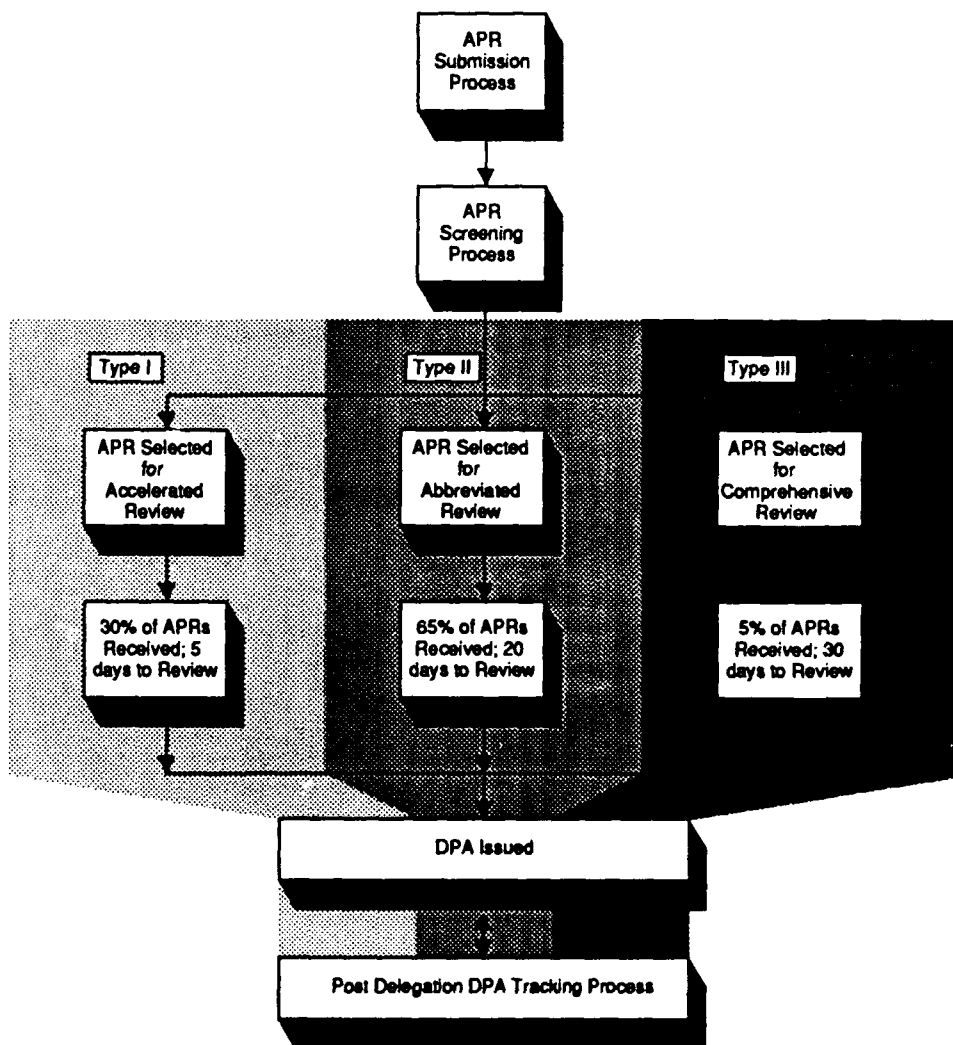 APR
Submission
Process
APR
Screening
Process
Type I
Type II
Type III
APR Selected
for
Accelerated
Review
APR Selected
for
Abbreviated
Review
APR Selected
for
Comprehensive
Review
30% of APRs
Received; 5
days to Review
65% of APRs
Received; 20
days to Review
5% of APRs
Received; 30
days to Review
DPA Issued
Post Delegation DPA Tracking Process